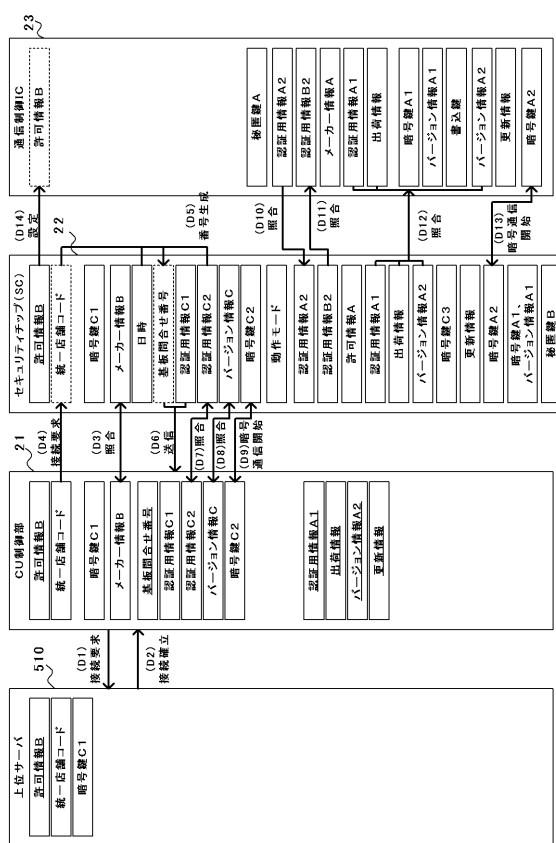 510
上位サーバ
許可情報B
統一店舗コード
暗号鍵C1
(D1)
接続要求
(D2)
接続確立
21
CU制御部
許可情報B
統一店舗コード
暗号鍵C1
メーカー情報B
基板問合せ番号
認証用情報C1
認証用情報C2
バージョン情報C
暗号鍵C2
認証用情報A1
出荷情報
バージョン情報A2
更新情報
(D4)
接続要求
(D3)
照合
(D6)
送信
(D7)照合
(D8)照合
(D9)暗号
通信開始
22
セキュリティチップ(SC)
許可情報B
統一店舗コード
暗号鍵C1
メーカー情報B
日時
基板問合せ番号
認証用情報C1
認証用情報C2
バージョン情報C
暗号鍵C2
動作モード
認証用情報A2
認証用情報B2
許可情報A
認証用情報A1
出荷情報
バージョン情報A2
暗号鍵C3
更新情報
暗号鍵A2
暗号鍵A1、
バージョン情報A1
秘匿鍵B
(D14)
設定
(D5)
番号生成
(D10)
照合
(D11)
照合
(D12)
照合
(D13)
暗号通信
開始
23
通信制御IC
許可情報B
秘匿鍵A
認証用情報A2
認証用情報B2
メーカー情報A
認証用情報A1
出荷情報
暗号鍵A1
バージョン情報A1
書込鍵
バージョン情報A2
更新情報
暗号鍵A2